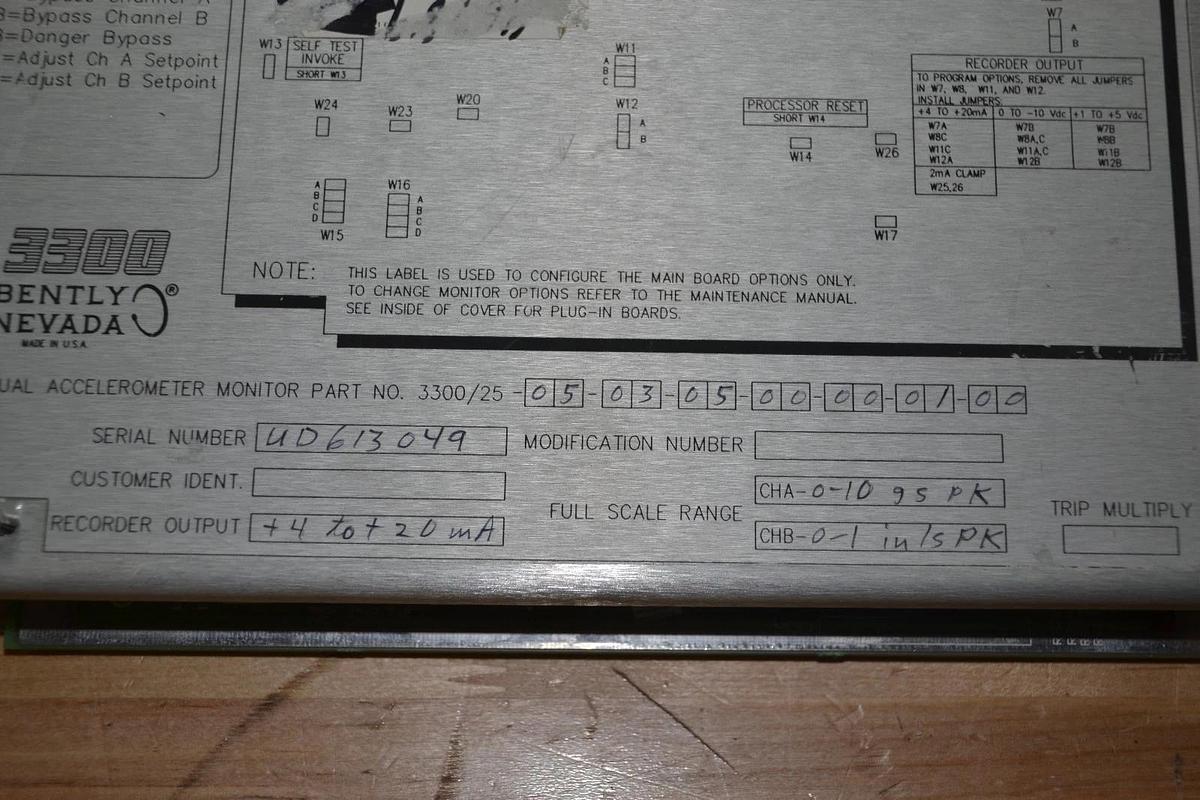 =Bypass Channel B
=Danger Bypass
=Adjust Ch A Setpoint
=Adjust Ch B Setpoint
W13
SELF TEST
INVOKE
SHORT W13
W24
W23
W20
W11
A
B
C
W12
A
B
W7
A
B
PROCESSOR RESET
SHORT W14
W14
W26
W17
RECORDER OUTPUT
TO PROGRAM OPTIONS, REMOVE ALL JUMPERS
IN W7, W8, W11, AND W12.
INSTALL JUMPERS:
+4 TO +20mA 0 TO -10 Vdc +1 TO +5 Vdc
W7A W7B W7B
W8C W8A,C W8B
W11C W11A,C W11B
W12A W12B W12B
2mA CLAMP
W25,26
A
B
C
D
W15
W16
A
B
C
D
3300
BENTLY
NEVADA
®
MADE IN U.S.A.
NOTE: THIS LABEL IS USED TO CONFIGURE THE MAIN BOARD OPTIONS ONLY.
TO CHANGE MONITOR OPTIONS REFER TO THE MAINTENANCE MANUAL.
SEE INSIDE OF COVER FOR PLUG-IN BOARDS.
UAL ACCELEROMETER MONITOR PART NO. 3300/25 -05-03-05-00-00-01-00
SERIAL NUMBER UD613049 MODIFICATION NUMBER
CUSTOMER IDENT.
FULL SCALE RANGE
CHA-0-10 gs PK
CHB-0-1 in/s PK
TRIP MULTIPLY
RECORDER OUTPUT +4 to +20 mA